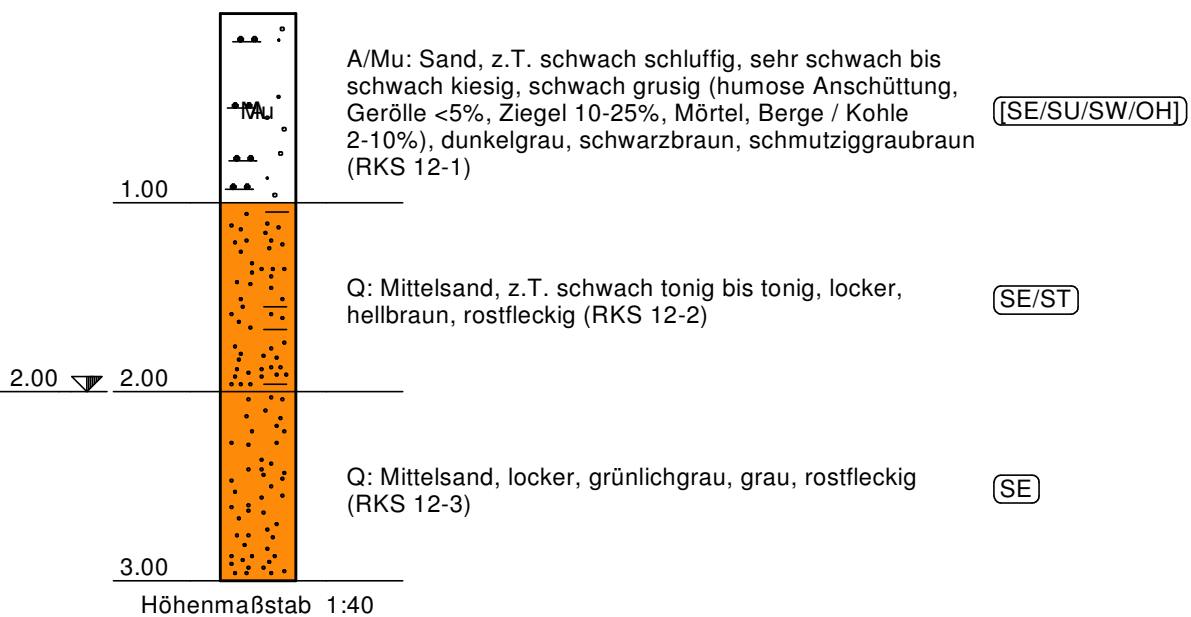 A/Mu: Sand, z.T. schwach schluffig, sehr schwach bis
schwach kiesig, schwach grusig (humose Anschüttung,
Gerölle <5%, Ziegel 10-25%, Mörtel, Berge / Kohle
2-10%), dunkelgrau, schwarzbraun, schmutziggraubraun
(RKS 12-1)
[SE/SU/SW/OH]
1.00
Q: Mittelsand, z.T. schwach tonig bis tonig, locker,
hellbraun, rostfleckig (RKS 12-2)
SE/ST
2.00
2.00
Q: Mittelsand, locker, grünlichgrau, grau, rostfleckig
(RKS 12-3)
SE
3.00
Höhenmaßstab 1:40